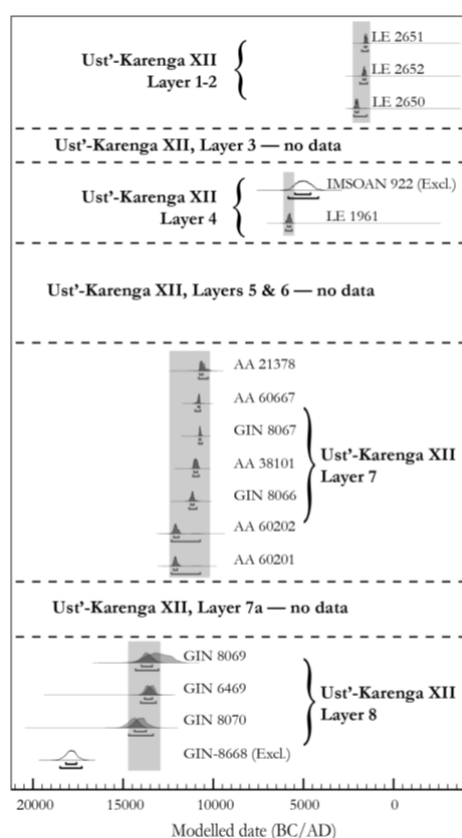 Ust'-Karenga XII
Layer 1-2
LE 2651
LE 2652
LE 2650
Ust'-Karenga XII, Layer 3 — no data
Ust'-Karenga XII
Layer 4
IMSOAN 922 (Excl.)
LE 1961
Ust'-Karenga XII, Layers 5 & 6 — no data
AA 21378
AA 60667
GIN 8067
AA 38101
GIN 8066
AA 60202
AA 60201
Ust'-Karenga XII
Layer 7
Ust'-Karenga XII, Layer 7a — no data
GIN 8069
GIN 6469
GIN 8070
GIN-8668 (Excl.)
Ust'-Karenga XII
Layer 8
20000 15000 10000 5000 0
Modelled date (BC/AD)